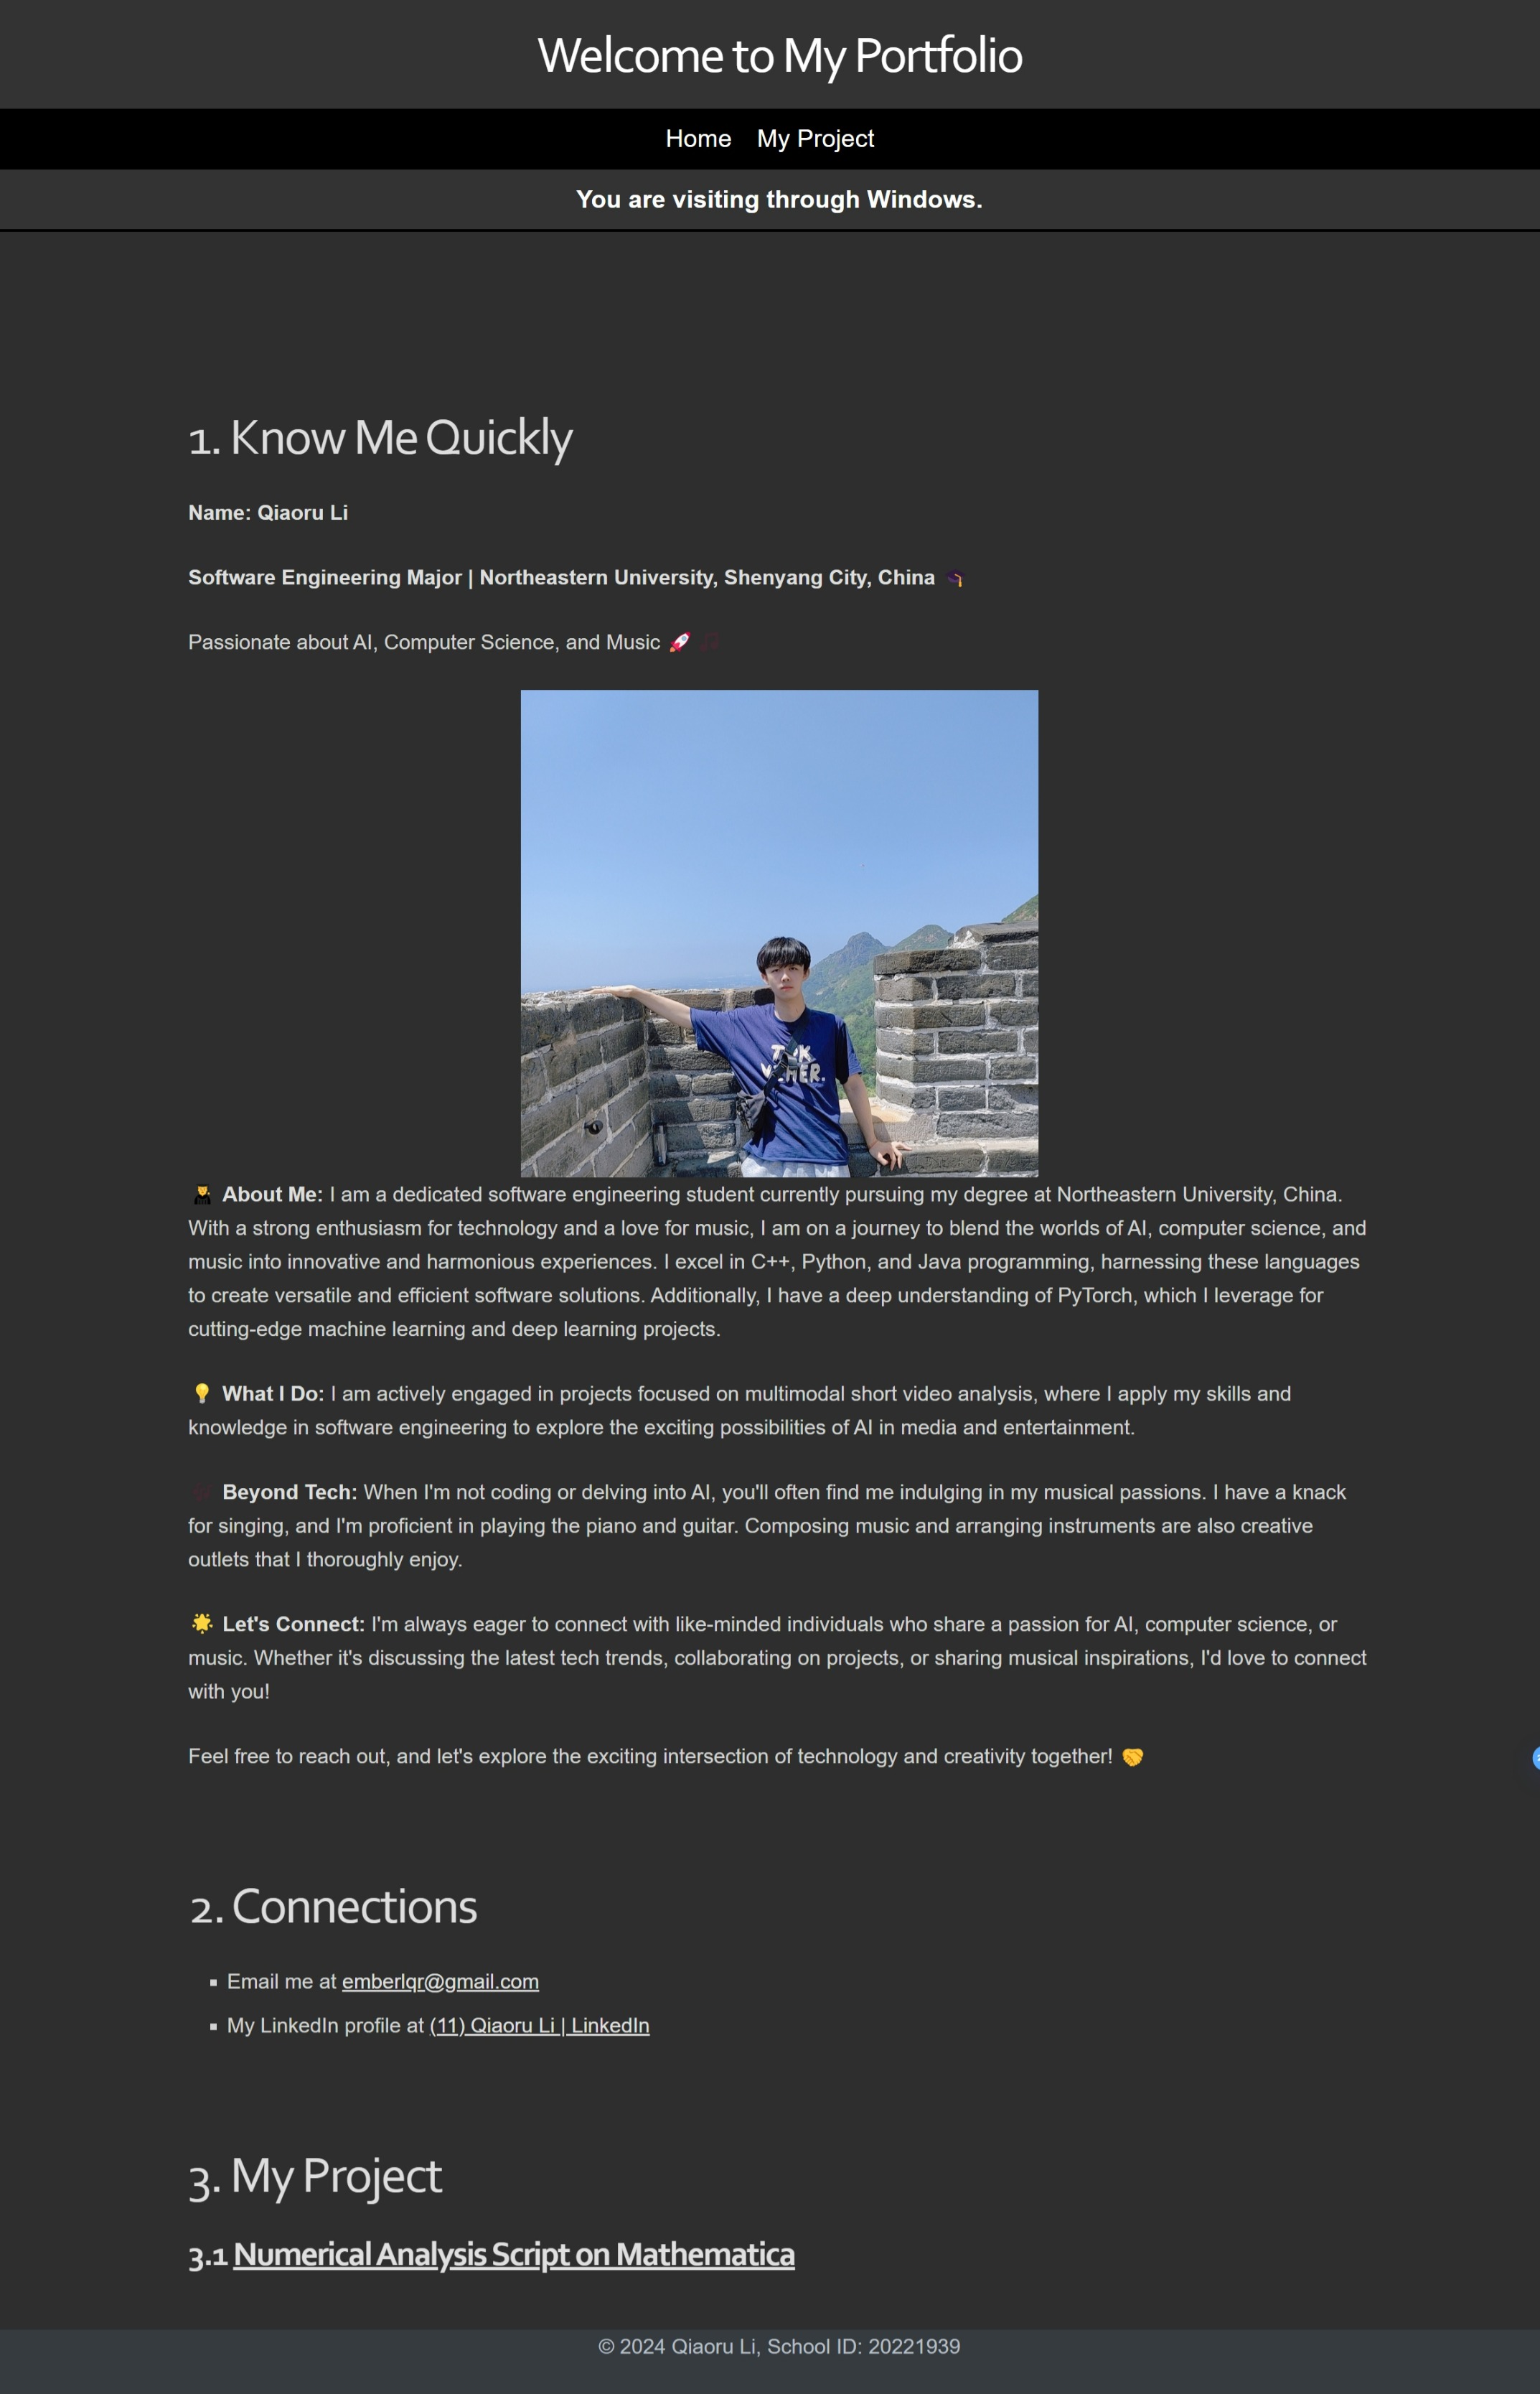 Welcome to My Portfolio
Home My Project
You are visiting through Windows.
1. Know Me Quickly
Name: Qiaoru Li
Software Engineering Major | Northeastern University, Shenyang City, China 🎓
Passionate about AI, Computer Science, and Music 🚀 🎵
👨‍🎓 About Me: I am a dedicated software engineering student currently pursuing my degree at Northeastern University, China.
With a strong enthusiasm for technology and a love for music, I am on a journey to blend the worlds of AI, computer science, and
music into innovative and harmonious experiences. I excel in C++, Python, and Java programming, harnessing these languages
to create versatile and efficient software solutions. Additionally, I have a deep understanding of PyTorch, which I leverage for
cutting-edge machine learning and deep learning projects.
💡 What I Do: I am actively engaged in projects focused on multimodal short video analysis, where I apply my skills and
knowledge in software engineering to explore the exciting possibilities of AI in media and entertainment.
Beyond Tech: When I'm not coding or delving into AI, you'll often find me indulging in my musical passions. I have a knack
for singing, and I'm proficient in playing the piano and guitar. Composing music and arranging instruments are also creative
outlets that I thoroughly enjoy.
🌟 Let's Connect: I'm always eager to connect with like-minded individuals who share a passion for AI, computer science, or
music. Whether it's discussing the latest tech trends, collaborating on projects, or sharing musical inspirations, I'd love to connect
with you!
Feel free to reach out, and let's explore the exciting intersection of technology and creativity together! 🤝
2. Connections
▪ Email me at emberlqr@gmail.com
▪ My LinkedIn profile at (11) Qiaoru Li | LinkedIn
3. My Project
3.1 Numerical Analysis Script on Mathematica
© 2024 Qiaoru Li, School ID: 20221939